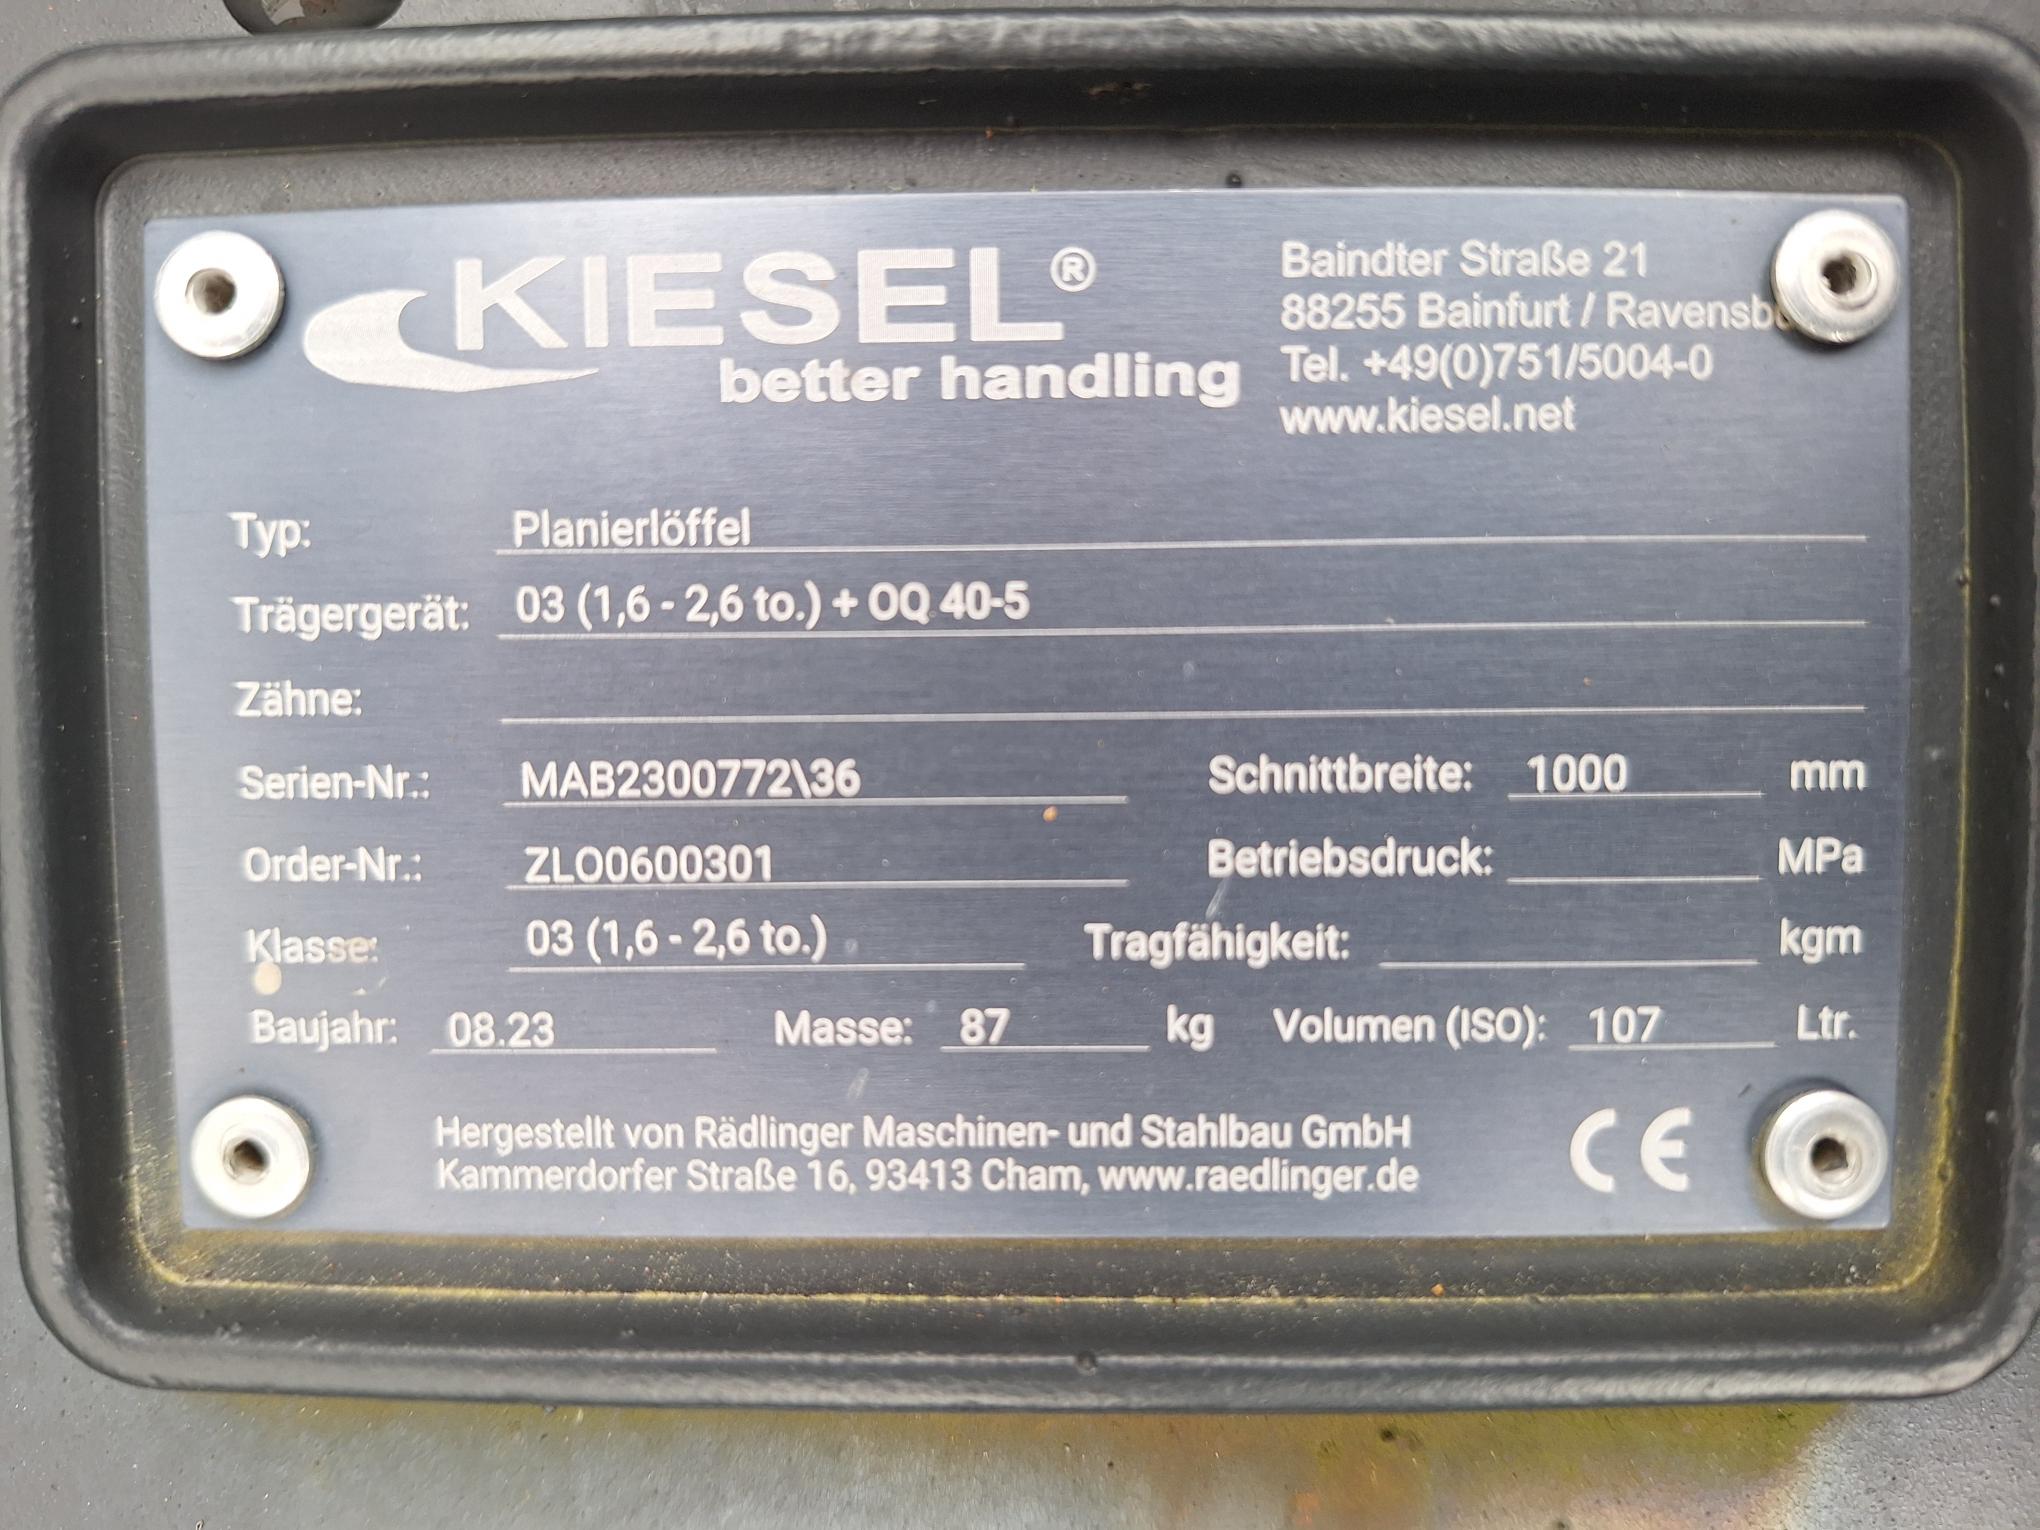 KIESEL®
better handling
Baindter Straße 21
88255 Bainfurt / Ravensb
Tel. +49(0)751/5004-0
www.kiesel.net
Typ: Planierlöffel
Trägergerät: 03 (1,6 - 2,6 to.) + OQ 40-5
Zähne:
Serien-Nr.: MAB2300772\36 Schnittbreite: 1000 mm
Order-Nr.: ZLO0600301 Betriebsdruck: MPa
Klasse: 03 (1,6 - 2,6 to.) Tragfähigkeit: kgm
Baujahr: 08.23 Masse: 87 kg Volumen (ISO): 107 Ltr.
Hergestellt von Rädlinger Maschinen- und Stahlbau GmbH
Kammerdorfer Straße 16, 93413 Cham, www.raedlinger.de
CE